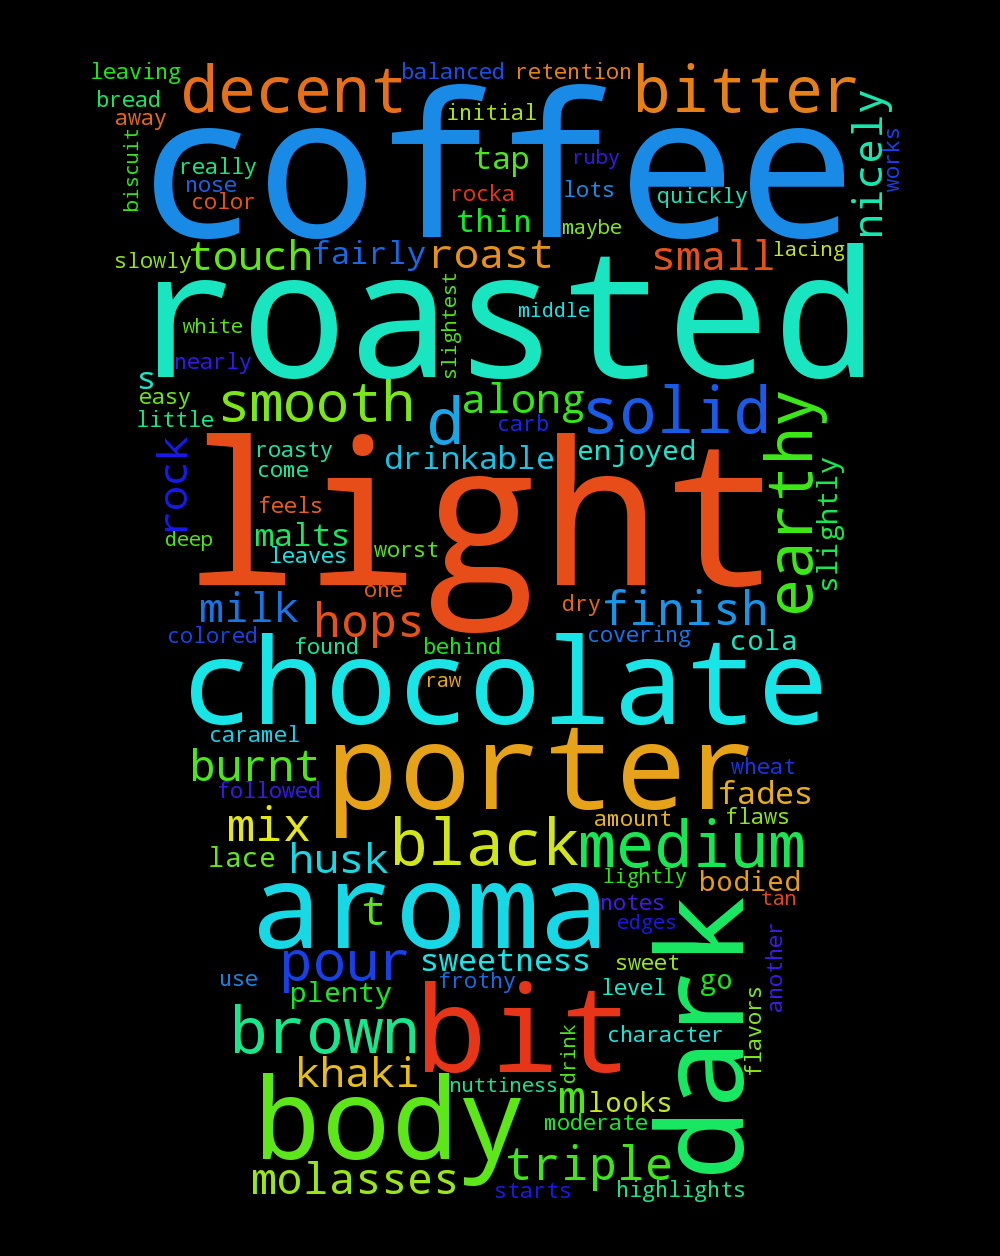 leaving
decent
balanced
retention
bitter
bread
away
initial
coffee
biscuit
really
nose
color
tap
ruby
rocka
lots
quickly
nicely
works
thin
maybe
slowly
touch
fairly
roast
small
lacing
roasted
white
nearly
slightest
middle
s
easy
little
smooth
d
along
carb
solid
rock
roasty
come
drinkable
enjoyed
earthy
slightly
light
feels
malts
deep
leaves
worst
one
milk
hops
dry
finish
colored
found
behind
covering
cola
raw
chocolate
caramel
porter
wheat
burnt
followed
fades
mix
amount
flaws
black
medium
lace
husk
lightly
bodied
aroma
t
notes
edges
tan
dark
another
pour
sweetness
sweet
use
frothy
plenty
level
go
bit
brown
character
flavors
khaki
nuttiness
drink
m
looks
body
moderate
molasses
triple
starts
highlights